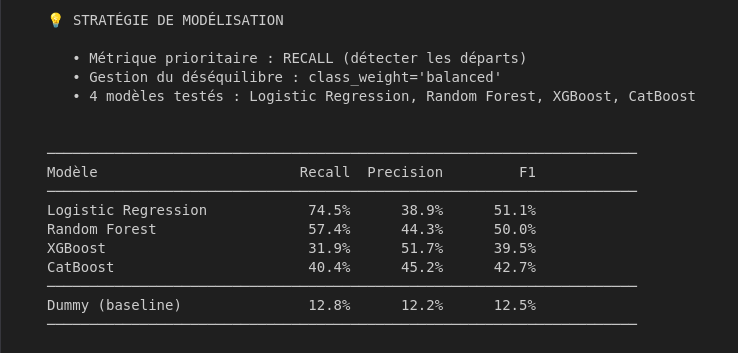 💡 STRATÉGIE DE MODÉLISATION
• Métrique prioritaire : RECALL (détecter les départs)
• Gestion du déséquilibre : class_weight='balanced'
• 4 modèles testés : Logistic Regression, Random Forest, XGBoost, CatBoost
Modèle Recall Precision F1
Logistic Regression 74.5% 38.9% 51.1%
Random Forest 57.4% 44.3% 50.0%
XGBoost 31.9% 51.7% 39.5%
CatBoost 40.4% 45.2% 42.7%
Dummy (baseline) 12.8% 12.2% 12.5%